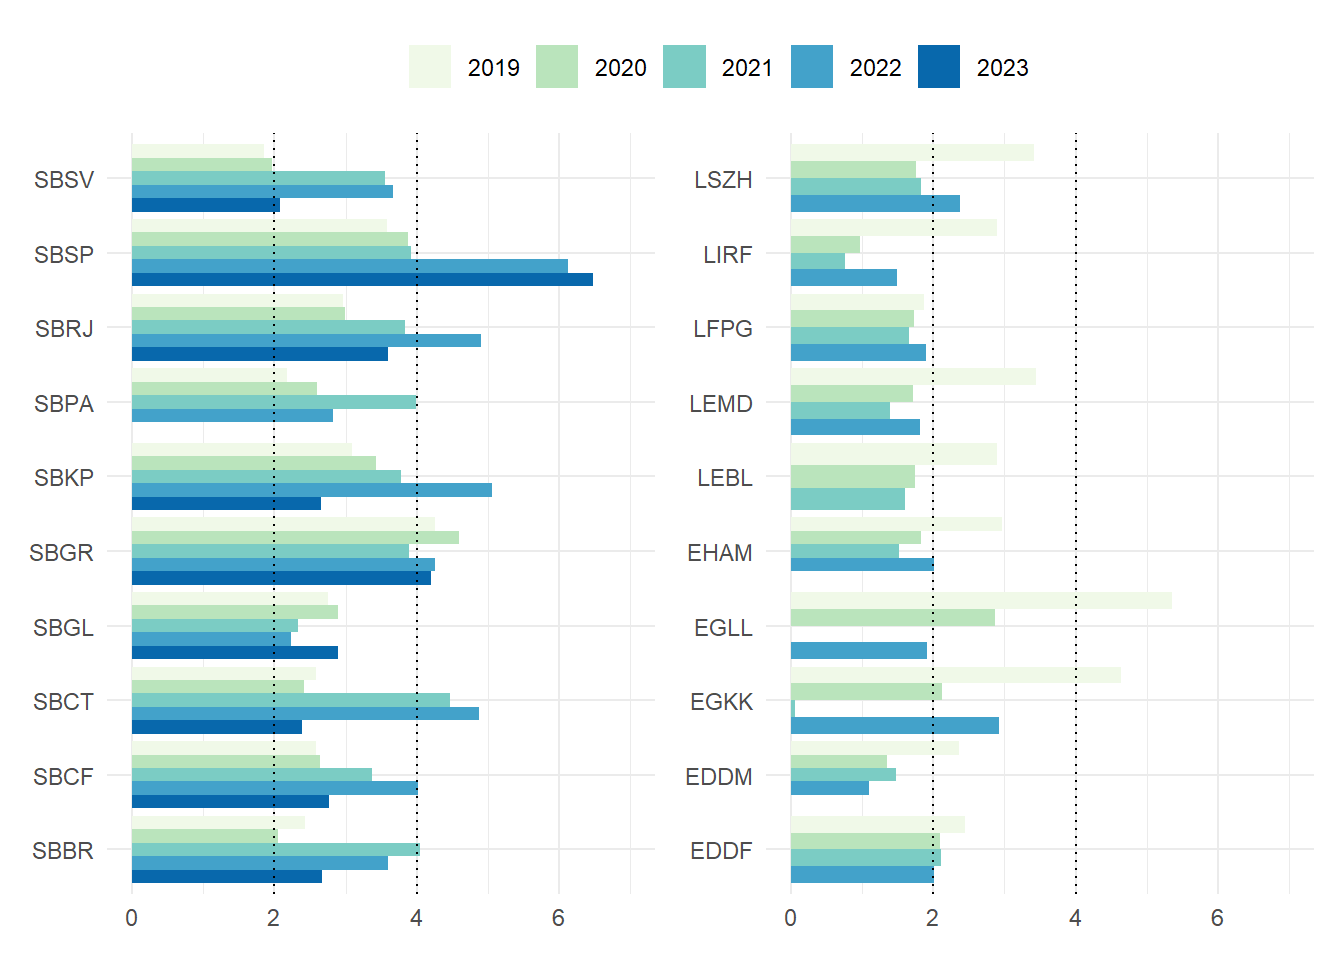 2019 2020 2021 2022 2023
SBSV
SBSP
SBRJ
SBPA
SBKP
SBGR
SBGL
SBCT
SBCF
SBBR
0 2 4 6
LSZH
LIRF
LFPG
LEMD
LEBL
EHAM
EGLL
EGKK
EDDM
EDDF
0 2 4 6